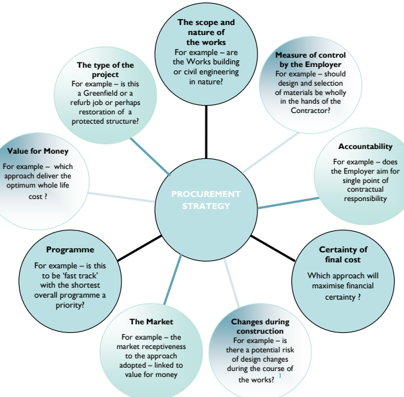 The scope and
nature of
the works
For example – are
the Works building
or civil engineering
in nature?
Measure of control
by the Employer
For example – should
design and selection
of materials be wholly
in the hands of the
Contractor?
Accountability
For example – does
the Employer aim for
single point of
contractual
responsibility
Certainty of
final cost
Which approach will
maximise financial
certainty ?
Changes during
construction
For example – is
there a potential risk
of design changes
during the course of
the works?
The Market
For example – the
market receptiveness
to the approach
adopted – linked to
value for money
Programme
For example – is this
to be 'fast track'
with the shortest
overall programme a
priority?
Value for Money
For example – which
approach deliver the
optimum whole life
cost ?
The type of the
project
For example – is this
a Greenfield or a
refurb job or perhaps
restoration of a
protected structure?
PROCUREMENT
STRATEGY